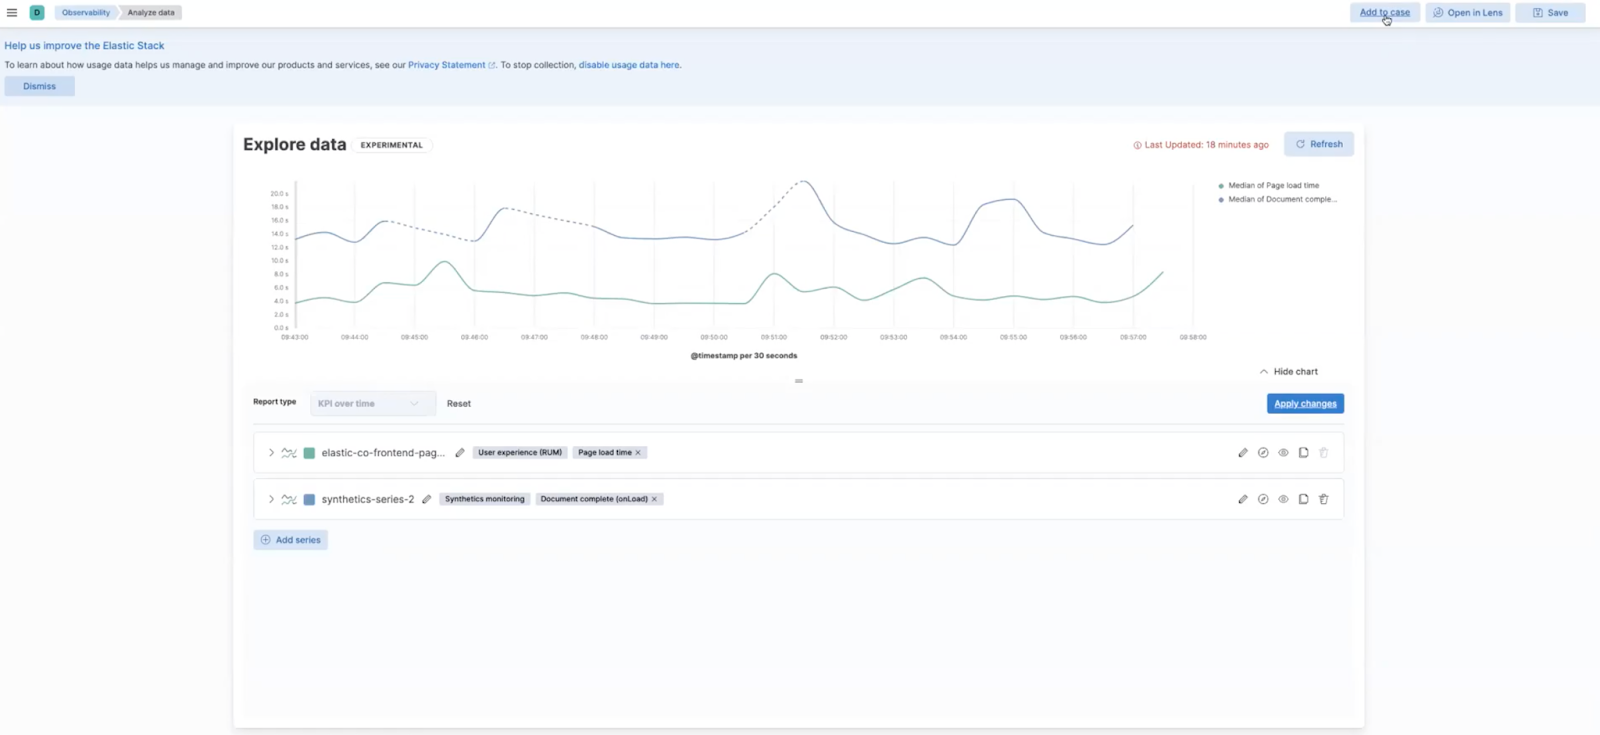 D Observability Analyze data Add to case Open in Lens Save
Help us improve the Elastic Stack
To learn about how usage data helps us manage and improve our products and services, see our Privacy Statement. To stop collection, disable usage data here.
Dismiss
Explore data EXPERIMENTAL Last Updated: 18 minutes ago Refresh
20.0 s
18.0 s
16.0 s
14.0 s
12.0 s
10.0 s
8.0 s
6.0 s
4.0 s
2.0 s
0.0 s
Median of Page load time
Median of Document comple...
09:43:00 09:44:00 09:45:00 09:46:00 09:47:00 09:48:00 09:49:00 09:50:00 09:51:00 09:52:00 09:53:00 09:54:00 09:55:00 09:56:00 09:57:00 09:58:00
@timestamp per 30 seconds
Hide chart
Report type KPI over time Reset Apply changes
elastic-co-frontend-pag... User experience (RUM) Page load time ×
synthetics-series-2 Synthetics monitoring Document complete (onLoad) ×
Add series